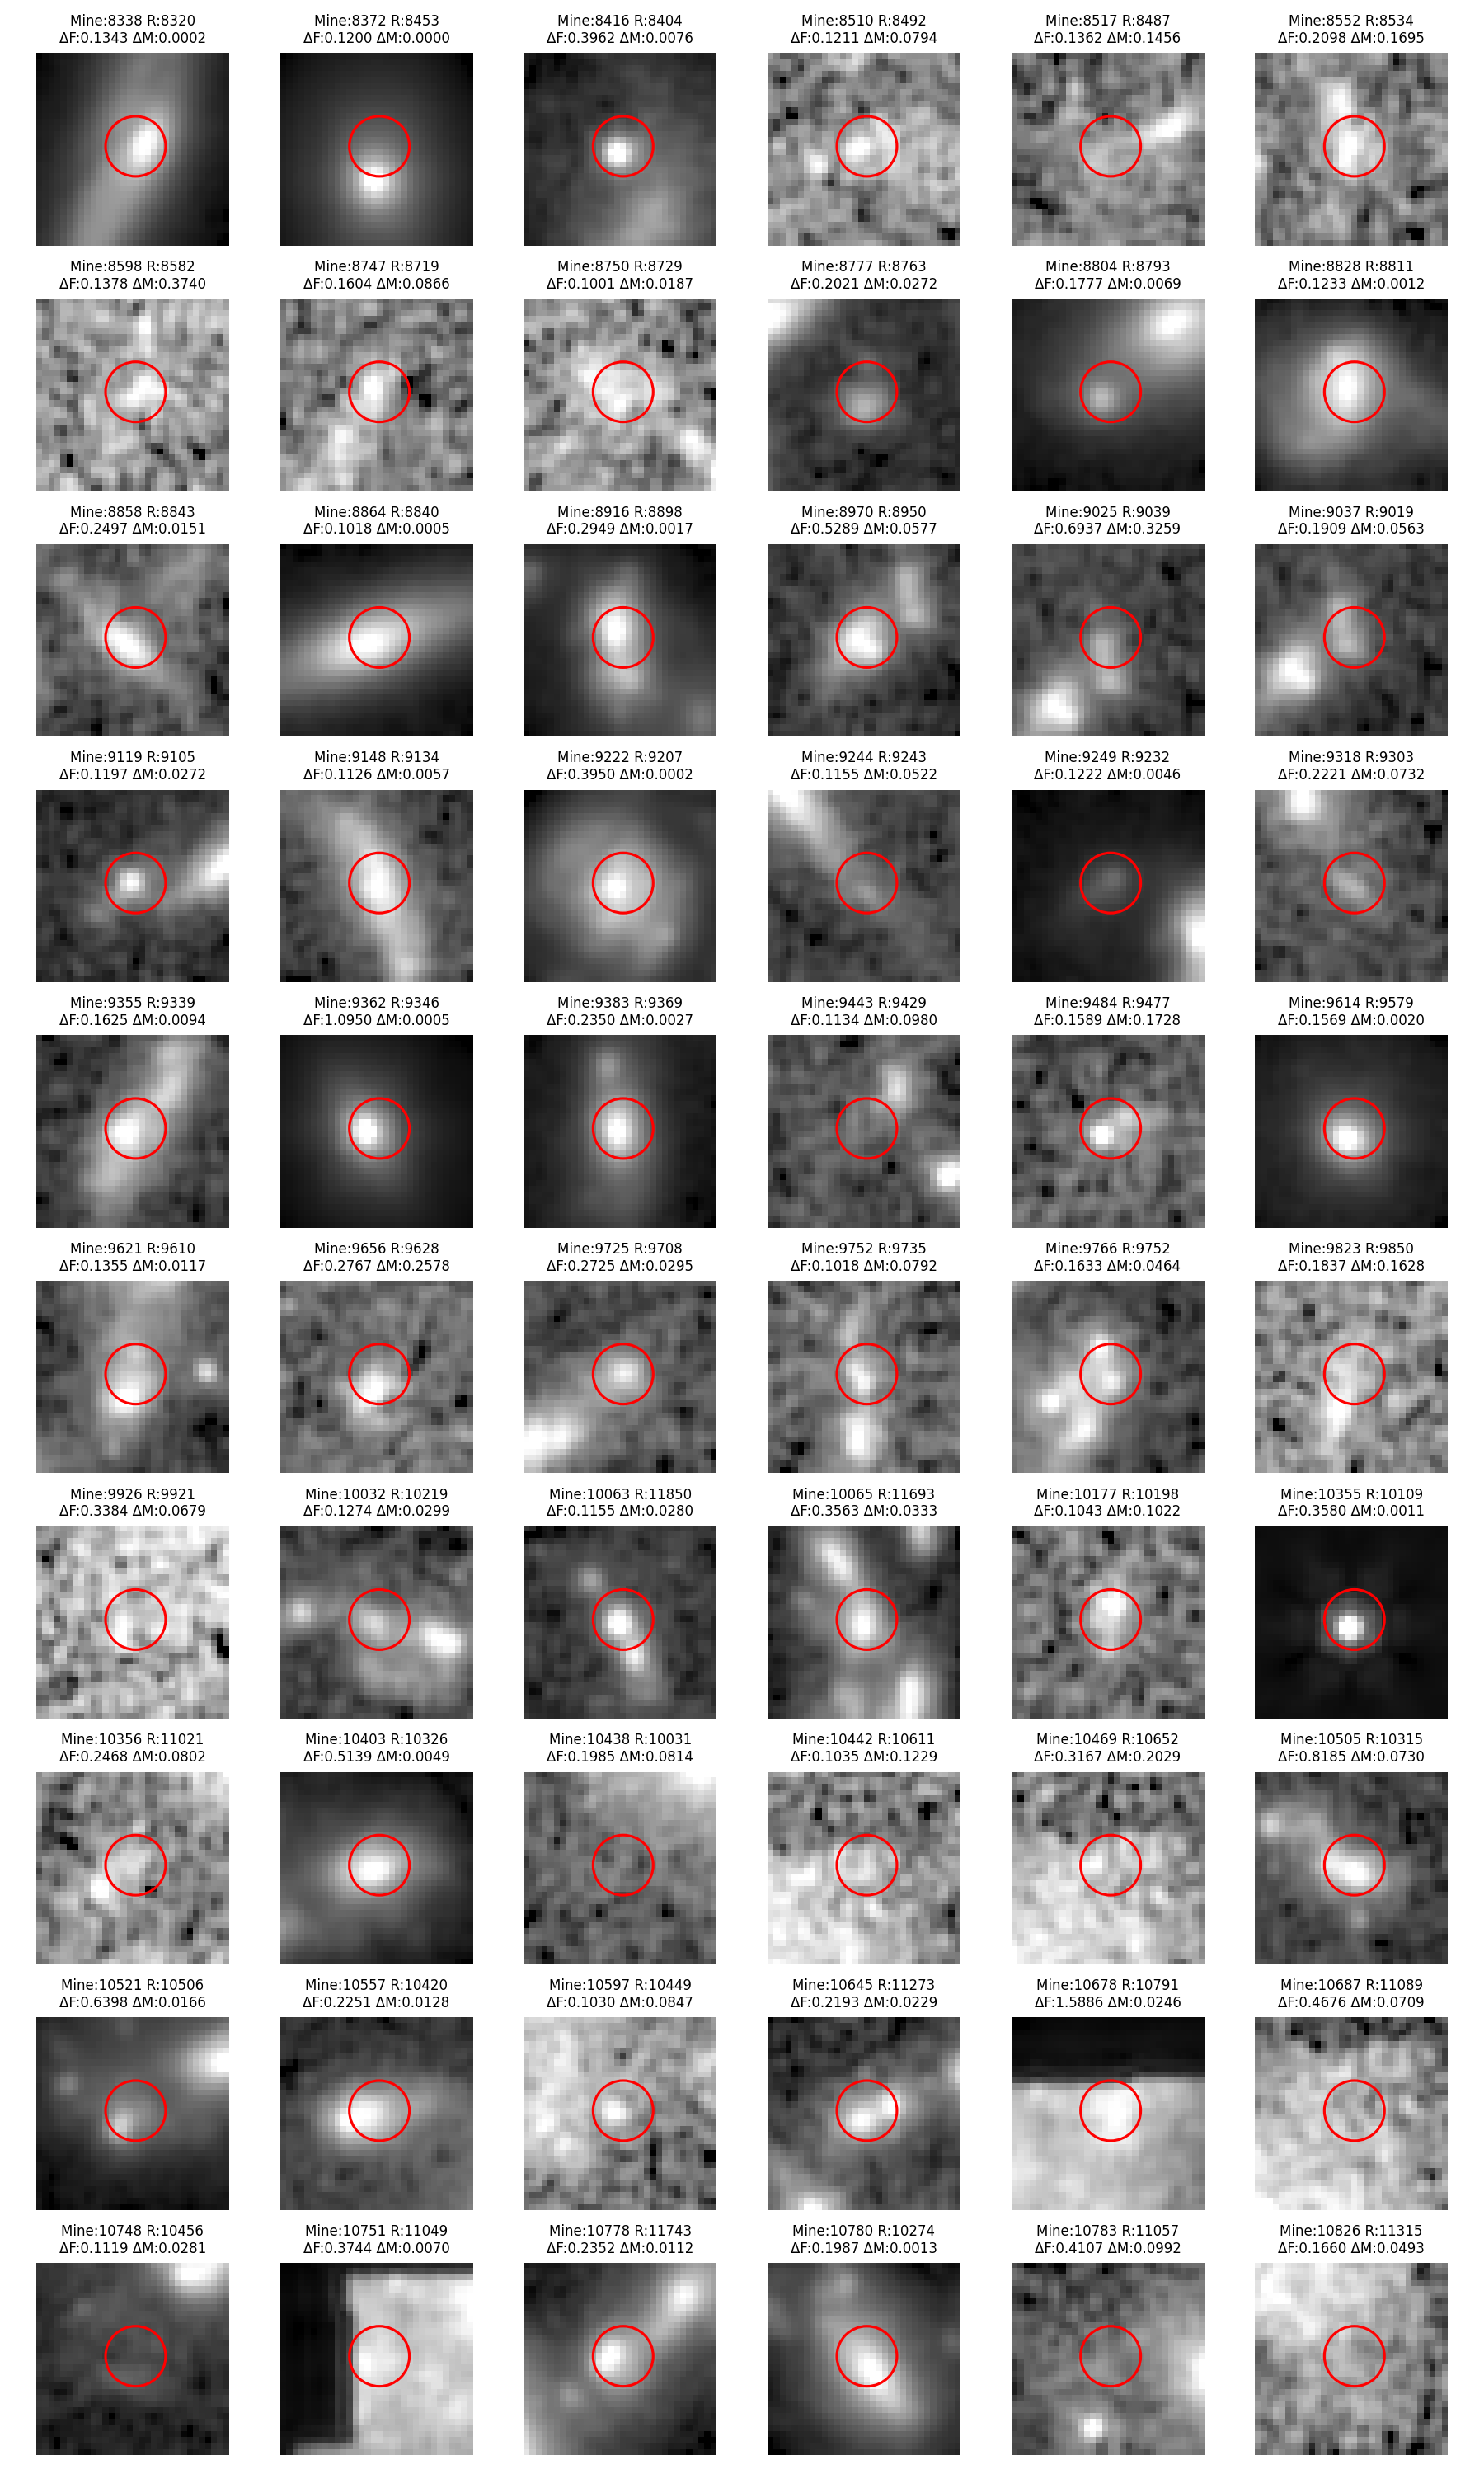 Mine:8338 R:8320
ΔF:0.1343 ΔM:0.0002
Mine:8372 R:8453
ΔF:0.1200 ΔM:0.0000
Mine:8416 R:8404
ΔF:0.3962 ΔM:0.0076
Mine:8510 R:8492
ΔF:0.1211 ΔM:0.0794
Mine:8517 R:8487
ΔF:0.1362 ΔM:0.1456
Mine:8552 R:8534
ΔF:0.2098 ΔM:0.1695
Mine:8598 R:8582
ΔF:0.1378 ΔM:0.3740
Mine:8747 R:8719
ΔF:0.1604 ΔM:0.0866
Mine:8750 R:8729
ΔF:0.1001 ΔM:0.0187
Mine:8777 R:8763
ΔF:0.2021 ΔM:0.0272
Mine:8804 R:8793
ΔF:0.1777 ΔM:0.0069
Mine:8828 R:8811
ΔF:0.1233 ΔM:0.0012
Mine:8858 R:8843
ΔF:0.2497 ΔM:0.0151
Mine:8864 R:8840
ΔF:0.1018 ΔM:0.0005
Mine:8916 R:8898
ΔF:0.2949 ΔM:0.0017
Mine:8970 R:8950
ΔF:0.5289 ΔM:0.0577
Mine:9025 R:9039
ΔF:0.6937 ΔM:0.3259
Mine:9037 R:9019
ΔF:0.1909 ΔM:0.0563
Mine:9119 R:9105
ΔF:0.1197 ΔM:0.0272
Mine:9148 R:9134
ΔF:0.1126 ΔM:0.0057
Mine:9222 R:9207
ΔF:0.3950 ΔM:0.0002
Mine:9244 R:9243
ΔF:0.1155 ΔM:0.0522
Mine:9249 R:9232
ΔF:0.1222 ΔM:0.0046
Mine:9318 R:9303
ΔF:0.2221 ΔM:0.0732
Mine:9355 R:9339
ΔF:0.1625 ΔM:0.0094
Mine:9362 R:9346
ΔF:1.0950 ΔM:0.0005
Mine:9383 R:9369
ΔF:0.2350 ΔM:0.0027
Mine:9443 R:9429
ΔF:0.1134 ΔM:0.0980
Mine:9484 R:9477
ΔF:0.1589 ΔM:0.1728
Mine:9614 R:9579
ΔF:0.1569 ΔM:0.0020
Mine:9621 R:9610
ΔF:0.1355 ΔM:0.0117
Mine:9656 R:9628
ΔF:0.2767 ΔM:0.2578
Mine:9725 R:9708
ΔF:0.2725 ΔM:0.0295
Mine:9752 R:9735
ΔF:0.1018 ΔM:0.0792
Mine:9766 R:9752
ΔF:0.1633 ΔM:0.0464
Mine:9823 R:9850
ΔF:0.1837 ΔM:0.1628
Mine:9926 R:9921
ΔF:0.3384 ΔM:0.0679
Mine:10032 R:10219
ΔF:0.1274 ΔM:0.0299
Mine:10063 R:11850
ΔF:0.1155 ΔM:0.0280
Mine:10065 R:11693
ΔF:0.3563 ΔM:0.0333
Mine:10177 R:10198
ΔF:0.1043 ΔM:0.1022
Mine:10355 R:10109
ΔF:0.3580 ΔM:0.0011
Mine:10356 R:11021
ΔF:0.2468 ΔM:0.0802
Mine:10403 R:10326
ΔF:0.5139 ΔM:0.0049
Mine:10438 R:10031
ΔF:0.1985 ΔM:0.0814
Mine:10442 R:10611
ΔF:0.1035 ΔM:0.1229
Mine:10469 R:10652
ΔF:0.3167 ΔM:0.2029
Mine:10505 R:10315
ΔF:0.8185 ΔM:0.0730
Mine:10521 R:10506
ΔF:0.6398 ΔM:0.0166
Mine:10557 R:10420
ΔF:0.2251 ΔM:0.0128
Mine:10597 R:10449
ΔF:0.1030 ΔM:0.0847
Mine:10645 R:11273
ΔF:0.2193 ΔM:0.0229
Mine:10678 R:10791
ΔF:1.5886 ΔM:0.0246
Mine:10687 R:11089
ΔF:0.4676 ΔM:0.0709
Mine:10748 R:10456
ΔF:0.1119 ΔM:0.0281
Mine:10751 R:11049
ΔF:0.3744 ΔM:0.0070
Mine:10778 R:11743
ΔF:0.2352 ΔM:0.0112
Mine:10780 R:10274
ΔF:0.1987 ΔM:0.0013
Mine:10783 R:11057
ΔF:0.4107 ΔM:0.0992
Mine:10826 R:11315
ΔF:0.1660 ΔM:0.0493